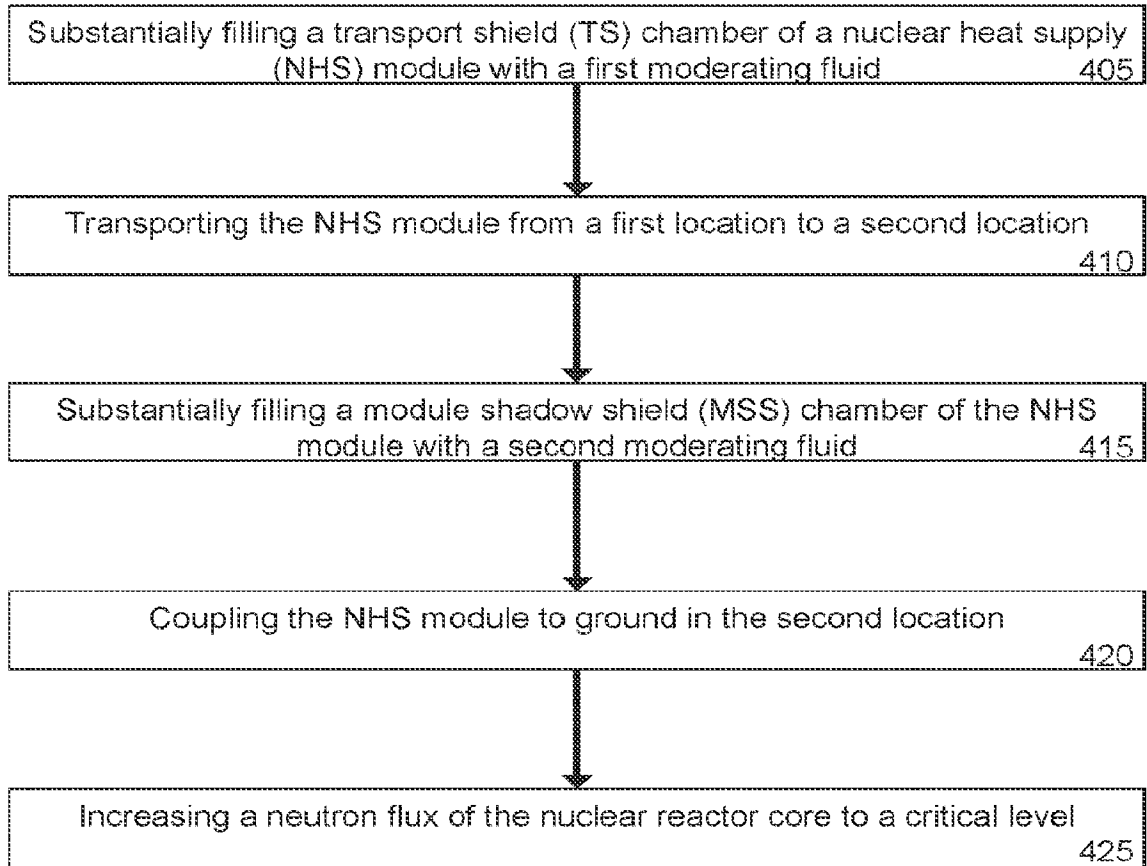 Substantially filling a transport shield (TS) chamber of a nuclear heat supply
(NHS) module with a first moderating fluid
405
Transporting the NHS module from a first location to a second location
410
Substantially filling a module shadow shield (MSS) chamber of the NHS
module with a second moderating fluid
415
Coupling the NHS module to ground in the second location
420
Increasing a neutron flux of the nuclear reactor core to a critical level
425